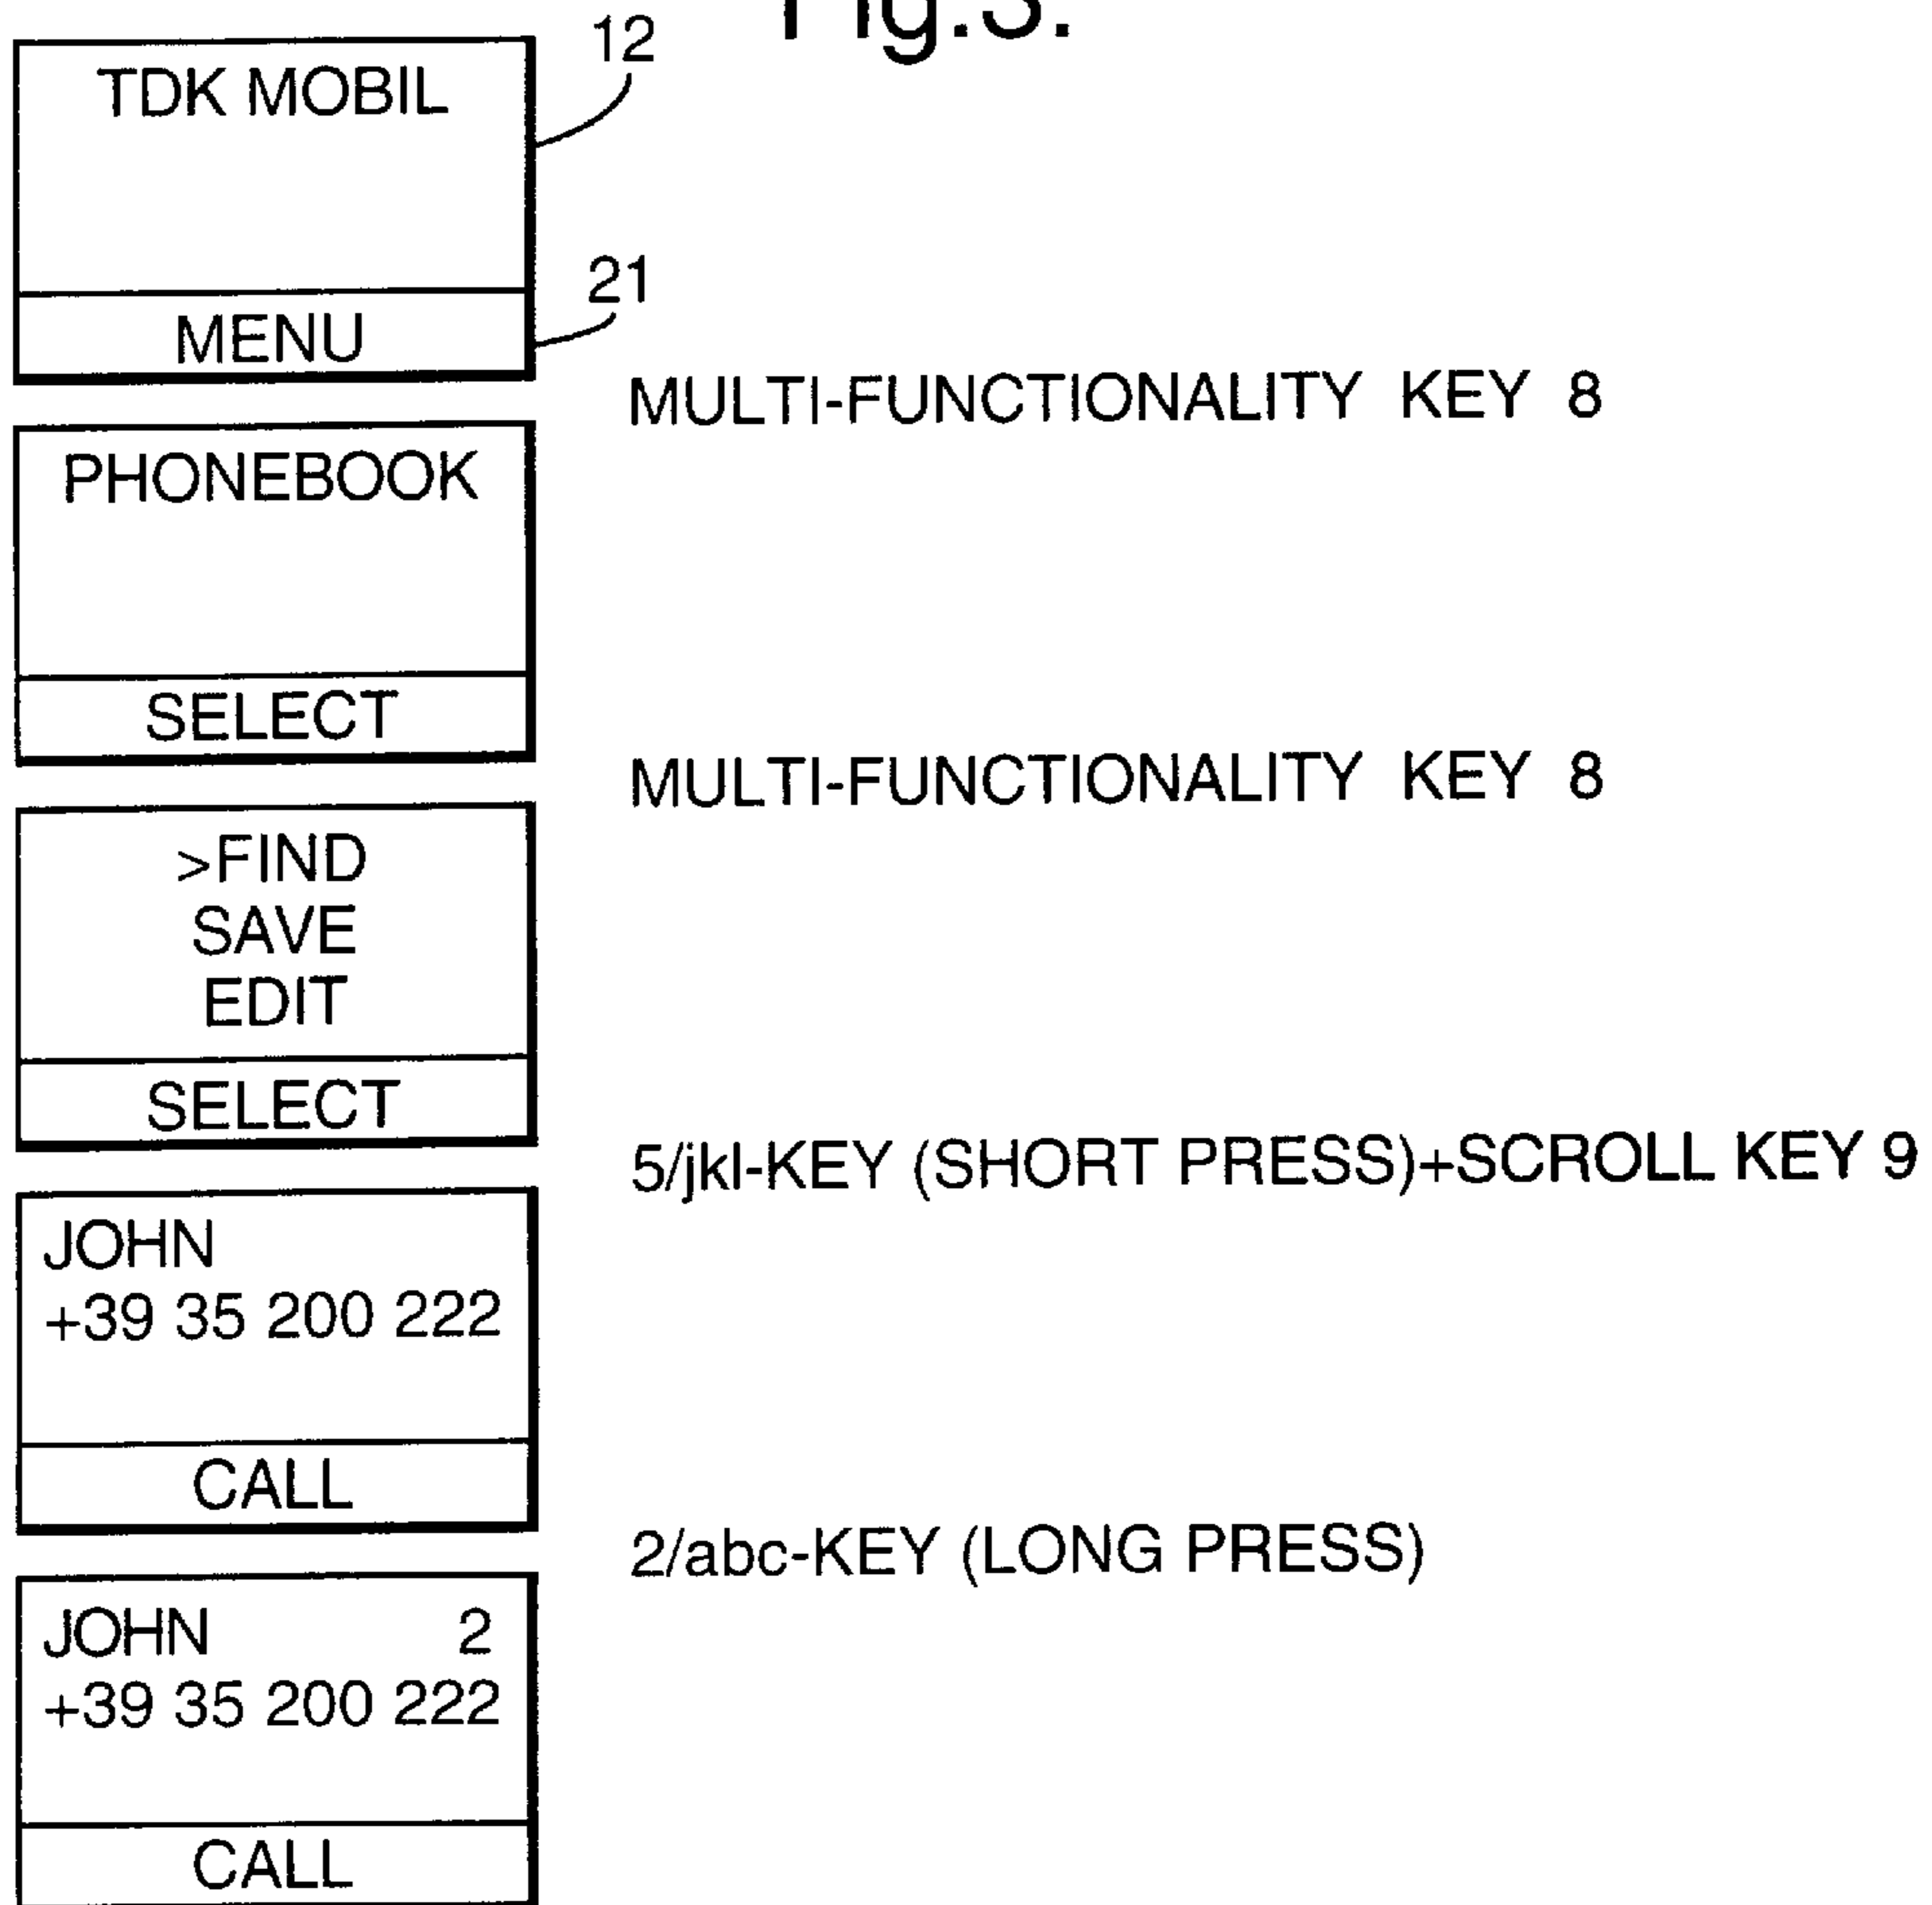 Fig.3.
12
TDK MOBIL
21
MENU
MULTI-FUNCTIONALITY KEY 8
PHONEBOOK
SELECT
MULTI-FUNCTIONALITY KEY 8
>FIND
SAVE
EDIT
SELECT
5/jkl-KEY (SHORT PRESS)+SCROLL KEY 9
JOHN
+39 35 200 222
CALL
2/abc-KEY (LONG PRESS)
JOHN 2
+39 35 200 222
CALL